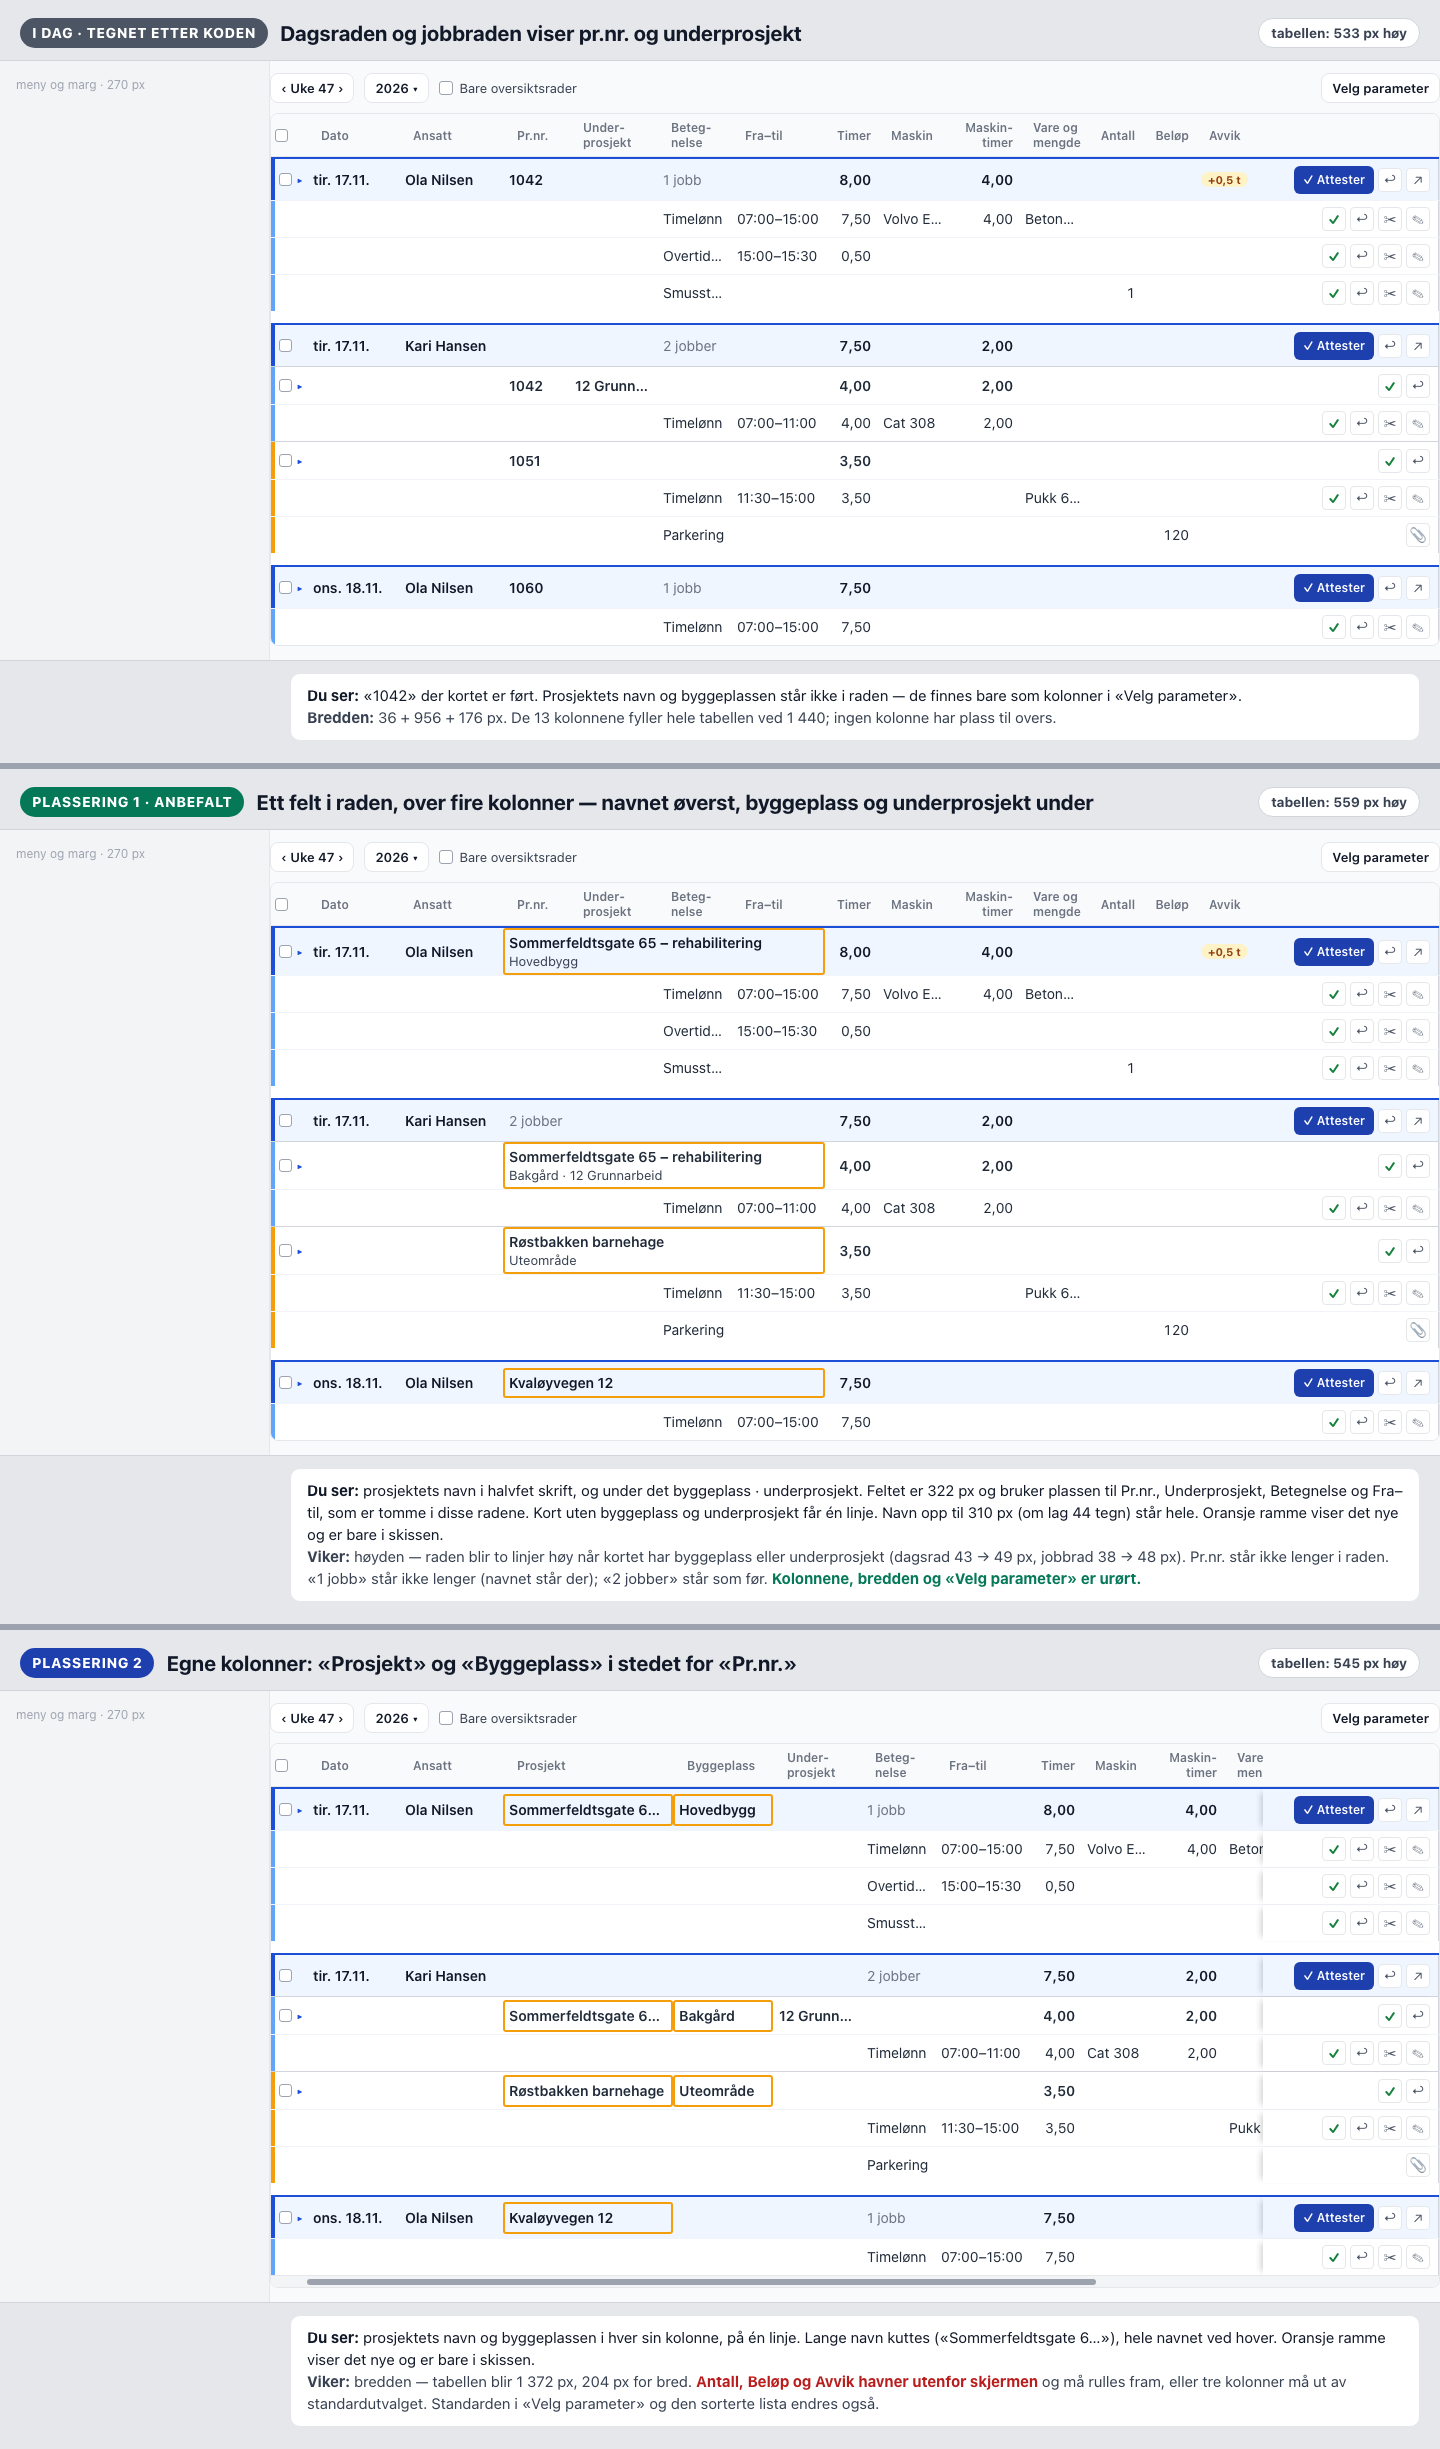 I DAG · TEGNET ETTER KODEN Dagsraden og jobbraden viser pr.nr. og underprosjekt tabellen: 533 px høy
meny og marg · 270 px
‹ Uke 47 › 2026 ▾ Bare oversiktsrader Velg parameter
Dato Ansatt Pr.nr. Under-prosjekt Beteg-nelse Fra–til Timer Maskin Maskin-timer Vare og mengde Antall Beløp Avvik
▸ tir. 17.11. Ola Nilsen 1042 1 jobb 8,00 4,00 +0,5 t ✓ Attester ↩ ↗
Timelønn 07:00–15:00 7,50 Volvo E… 4,00 Beton… ✓ ↩ ✂ ✎
Overtid… 15:00–15:30 0,50 ✓ ↩ ✂ ✎
Smusst… 1 ✓ ↩ ✂ ✎
tir. 17.11. Kari Hansen 2 jobber 7,50 2,00 ✓ Attester ↩ ↗
▸ 1042 12 Grunn… 4,00 2,00 ✓ ↩
Timelønn 07:00–11:00 4,00 Cat 308 2,00 ✓ ↩ ✂ ✎
▸ 1051 3,50 ✓ ↩
Timelønn 11:30–15:00 3,50 Pukk 6… ✓ ↩ ✂ ✎
Parkering 120 📎
▸ ons. 18.11. Ola Nilsen 1060 1 jobb 7,50 ✓ Attester ↩ ↗
Timelønn 07:00–15:00 7,50 ✓ ↩ ✂ ✎
Du ser: «1042» der kortet er ført. Prosjektets navn og byggeplassen står ikke i raden — de finnes bare som kolonner i «Velg parameter».
Bredden: 36 + 956 + 176 px. De 13 kolonnene fyller hele tabellen ved 1 440; ingen kolonne har plass til overs.
PLASSERING 1 · ANBEFALT Ett felt i raden, over fire kolonner — navnet øverst, byggeplass og underprosjekt under tabellen: 559 px høy
meny og marg · 270 px
‹ Uke 47 › 2026 ▾ Bare oversiktsrader Velg parameter
Dato Ansatt Pr.nr. Under-prosjekt Beteg-nelse Fra–til Timer Maskin Maskin-timer Vare og mengde Antall Beløp Avvik
▸ tir. 17.11. Ola Nilsen Sommerfeldtsgate 65 – rehabilitering 8,00 4,00 +0,5 t ✓ Attester ↩ ↗
Hovedbygg
Timelønn 07:00–15:00 7,50 Volvo E… 4,00 Beton… ✓ ↩ ✂ ✎
Overtid… 15:00–15:30 0,50 ✓ ↩ ✂ ✎
Smusst… 1 ✓ ↩ ✂ ✎
tir. 17.11. Kari Hansen 2 jobber 7,50 2,00 ✓ Attester ↩ ↗
▸ Sommerfeldtsgate 65 – rehabilitering 4,00 2,00 ✓ ↩
Bakgård · 12 Grunnarbeid
Timelønn 07:00–11:00 4,00 Cat 308 2,00 ✓ ↩ ✂ ✎
▸ Røstbakken barnehage 3,50 ✓ ↩
Uteområde
Timelønn 11:30–15:00 3,50 Pukk 6… ✓ ↩ ✂ ✎
Parkering 120 📎
▸ ons. 18.11. Ola Nilsen Kvaløyvegen 12 7,50 ✓ Attester ↩ ↗
Timelønn 07:00–15:00 7,50 ✓ ↩ ✂ ✎
Du ser: prosjektets navn i halvfet skrift, og under det byggeplass · underprosjekt. Feltet er 322 px og bruker plassen til Pr.nr., Underprosjekt, Betegnelse og Fra–
til, som er tomme i disse radene. Kort uten byggeplass og underprosjekt får én linje. Navn opp til 310 px (om lag 44 tegn) står hele. Oransje ramme viser det nye
og er bare i skissen.
Viker: høyden — raden blir to linjer høy når kortet har byggeplass eller underprosjekt (dagsrad 43 → 49 px, jobbrad 38 → 48 px). Pr.nr. står ikke lenger i raden.
«1 jobb» står ikke lenger (navnet står der); «2 jobber» står som før. Kolonnene, bredden og «Velg parameter» er urørt.
PLASSERING 2 Egne kolonner: «Prosjekt» og «Byggeplass» i stedet for «Pr.nr.» tabellen: 545 px høy
meny og marg · 270 px
‹ Uke 47 › 2026 ▾ Bare oversiktsrader Velg parameter
Dato Ansatt Prosjekt Byggeplass Under-prosjekt Beteg-nelse Fra–til Timer Maskin Maskin-timer Vare men
▸ tir. 17.11. Ola Nilsen Sommerfeldtsgate 6… Hovedbygg 1 jobb 8,00 4,00 ✓ Attester ↩ ↗
Timelønn 07:00–15:00 7,50 Volvo E… 4,00 Beton ✓ ↩ ✂ ✎
Overtid… 15:00–15:30 0,50 ✓ ↩ ✂ ✎
Smusst… ✓ ↩ ✂ ✎
tir. 17.11. Kari Hansen 2 jobber 7,50 2,00 ✓ Attester ↩ ↗
▸ Sommerfeldtsgate 6… Bakgård 12 Grunn… 4,00 2,00 ✓ ↩
Timelønn 07:00–11:00 4,00 Cat 308 2,00 ✓ ↩ ✂ ✎
▸ Røstbakken barnehage Uteområde 3,50 ✓ ↩
Timelønn 11:30–15:00 3,50 Pukk ✓ ↩ ✂ ✎
Parkering 📎
▸ ons. 18.11. Ola Nilsen Kvaløyvegen 12 1 jobb 7,50 ✓ Attester ↩ ↗
Timelønn 07:00–15:00 7,50 ✓ ↩ ✂ ✎
Du ser: prosjektets navn og byggeplassen i hver sin kolonne, på én linje. Lange navn kuttes («Sommerfeldtsgate 6…»), hele navnet ved hover. Oransje ramme
viser det nye og er bare i skissen.
Viker: bredden — tabellen blir 1 372 px, 204 px for bred. Antall, Beløp og Avvik havner utenfor skjermen og må rulles fram, eller tre kolonner må ut av
standardutvalget. Standarden i «Velg parameter» og den sorterte lista endres også.